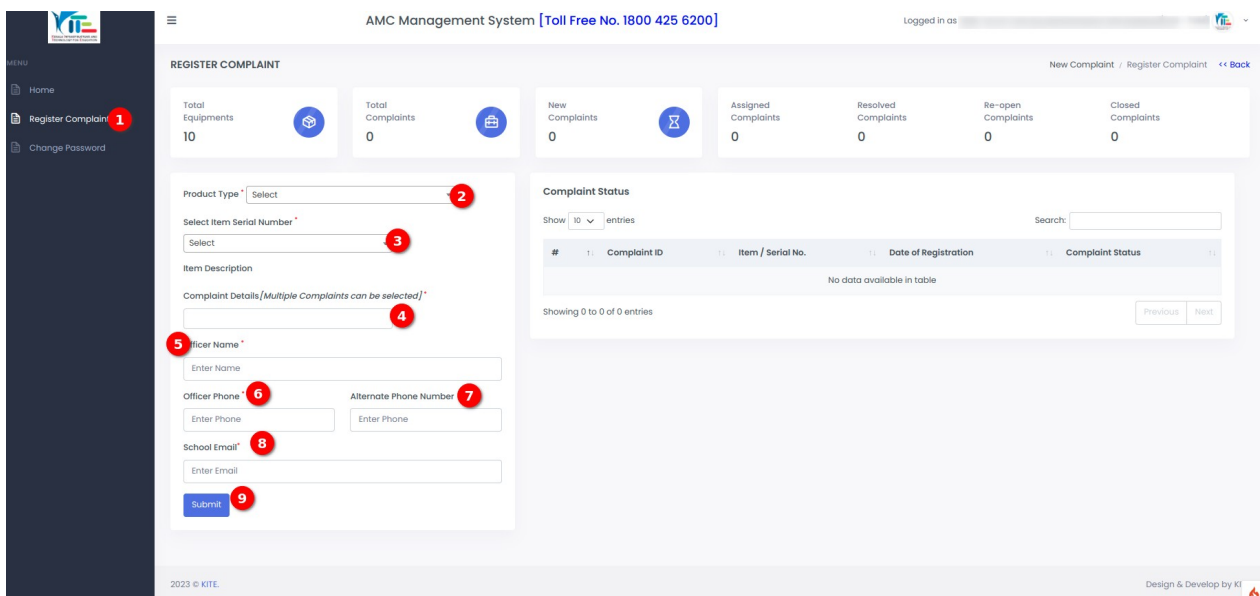 KITE
AMC Management System [Toll Free No. 1800 425 6200]
Logged in as
MENU
Home
Register Complaint 1
Change Password
REGISTER COMPLAINT
New Complaint / Register Complaint << Back
Total Equipments
10
Total Complaints
0
New Complaints
0
Assigned Complaints
0
Resolved Complaints
0
Re-open Complaints
0
Closed Complaints
0
Product Type * Select 2
Select Item Serial Number *
Select 3
Item Description
Complaint Details[Multiple Complaints can be selected] *
4
5 fficer Name *
Enter Name
Officer Phone * 6 Alternate Phone Number 7
Enter Phone Enter Phone
School Email* 8
Enter Email
Submit 9
Complaint Status
Show 10 entries Search:
# Complaint ID Item / Serial No. Date of Registration Complaint Status
No data available in table
Showing 0 to 0 of 0 entries Previous Next
2023 © KITE. Design & Develop by